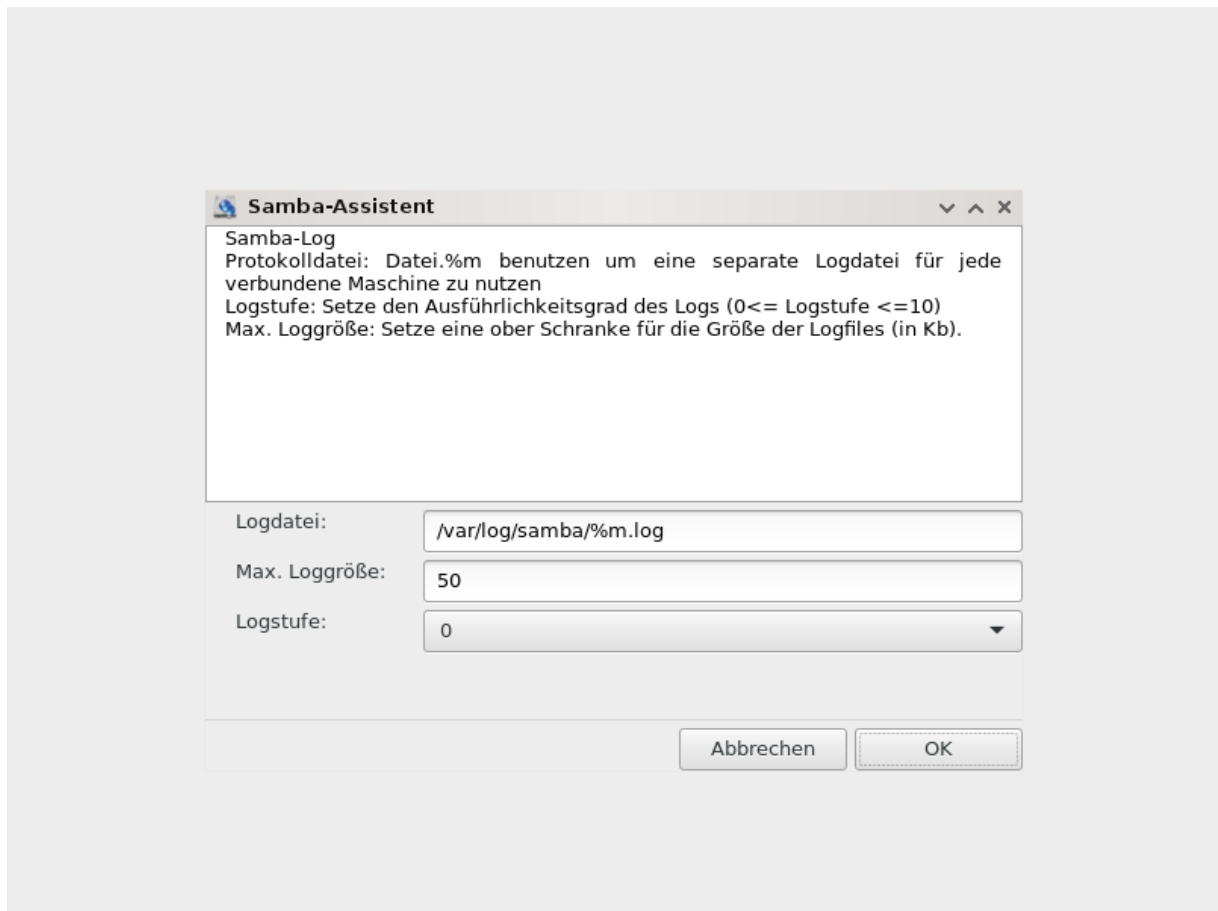 Samba-Assistent
Samba-Log
Protokolldatei: Datei.%m benutzen um eine separate Logdatei für jede
verbundene Maschine zu nutzen
Logstufe: Setze den Ausführlichkeitsgrad des Logs (0<= Logstufe <=10)
Max. Loggröße: Setze eine ober Schranke für die Größe der Logfiles (in Kb).
Logdatei: /var/log/samba/%m.log
Max. Loggröße: 50
Logstufe: 0
Abbrechen OK